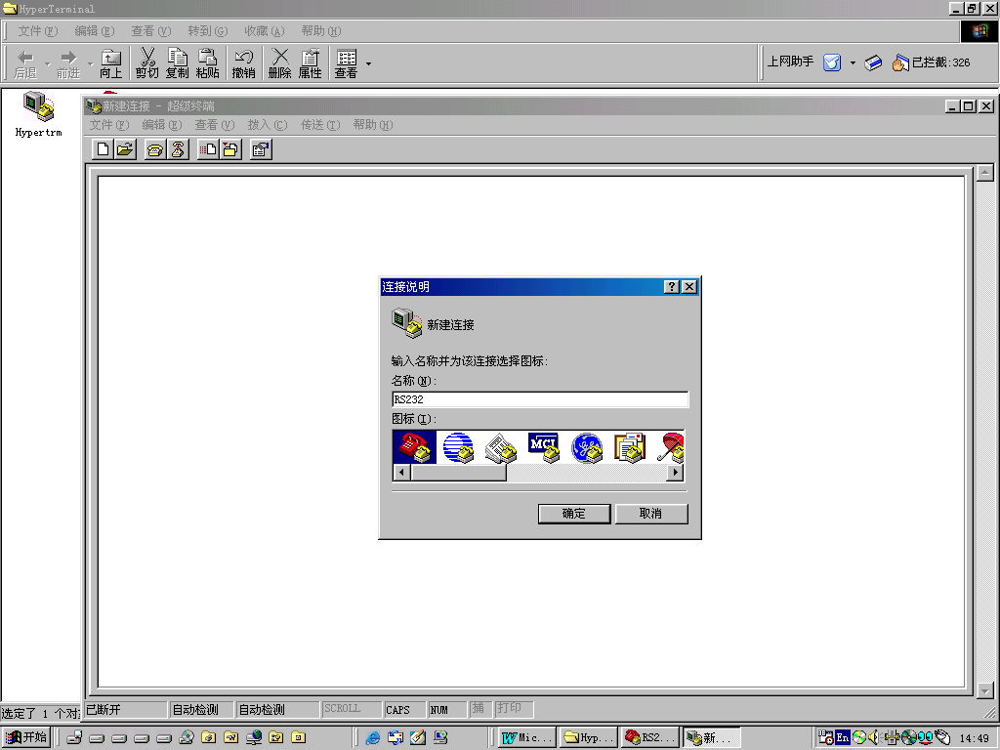 HyperTerminal
文件(F) 编辑(E) 查看(V) 转到(G) 收藏(A) 帮助(H)
后退 前进 向上 剪切 复制 粘贴 撤销 删除 属性 查看 上网助手 已拦截:326
Hypertrm
新建连接 - 超级终端
文件(F) 编辑(E) 查看(V) 拨入(C) 传送(T) 帮助(H)
连接说明
新建连接
输入名称并为该连接选择图标:
名称(N):
RS232
图标(I):
MCI
确定 取消
选定了 1 个对
已断开 自动检测 自动检测 SCROLL CAPS NUM 捕 打印
开始 Mic... Hyp... RS2... 新... En 14:49